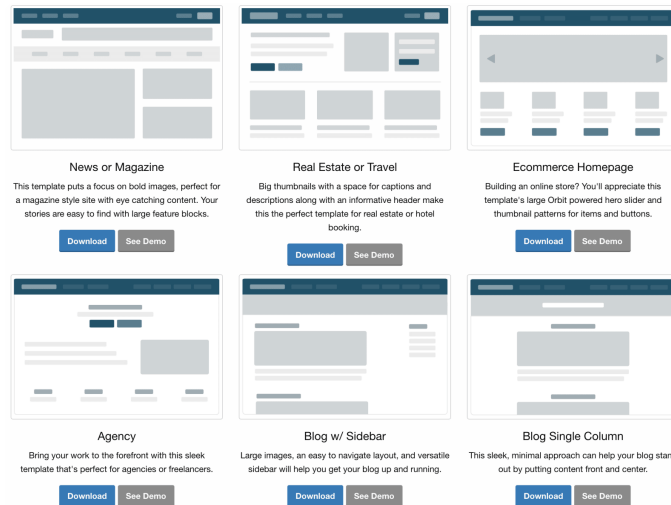 News or Magazine
This template puts a focus on bold images, perfect for
a magazine style site with eye catching content. Your
stories are easy to find with large feature blocks.
Download See Demo
Real Estate or Travel
Big thumbnails with a space for captions and
descriptions along with an informative header make
this the perfect template for real estate or hotel
booking.
Download See Demo
Ecommerce Homepage
Building an online store? You'll appreciate this
template's large Orbit powered hero slider and
thumbnail patterns for items and buttons.
Download See Demo
Agency
Bring your work to the forefront with this sleek
template that's perfect for agencies or freelancers.
Download See Demo
Blog w/ Sidebar
Large images, an easy to navigate layout, and versatile
sidebar will help you get your blog up and running.
Download See Demo
Blog Single Column
This sleek, minimal approach can help your blog stan
out by putting content front and center.
Download See Demo